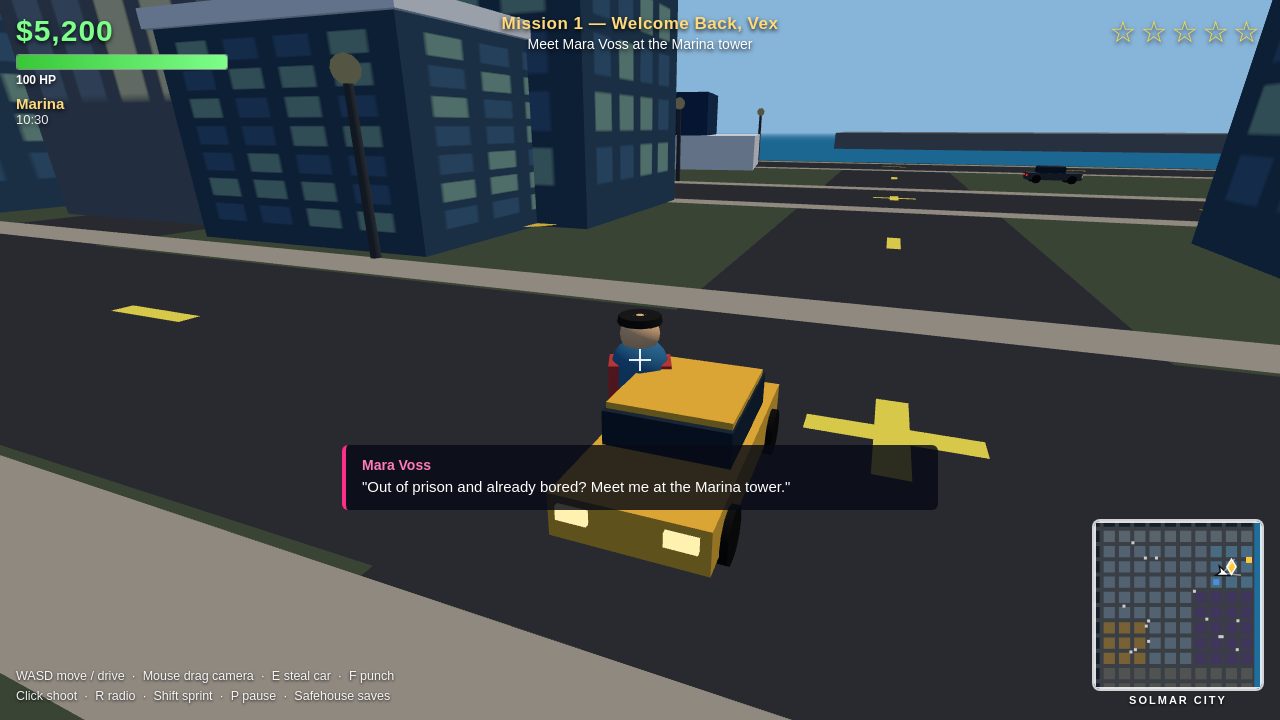 $5,200
100 HP
Marina
10:30
Mission 1 — Welcome Back, Vex
Meet Mara Voss at the Marina tower
Mara Voss
"Out of prison and already bored? Meet me at the Marina tower."
WASD move / drive · Mouse drag camera · E steal car · F punch
Click shoot · R radio · Shift sprint · P pause · Safehouse saves
SOLMAR CITY